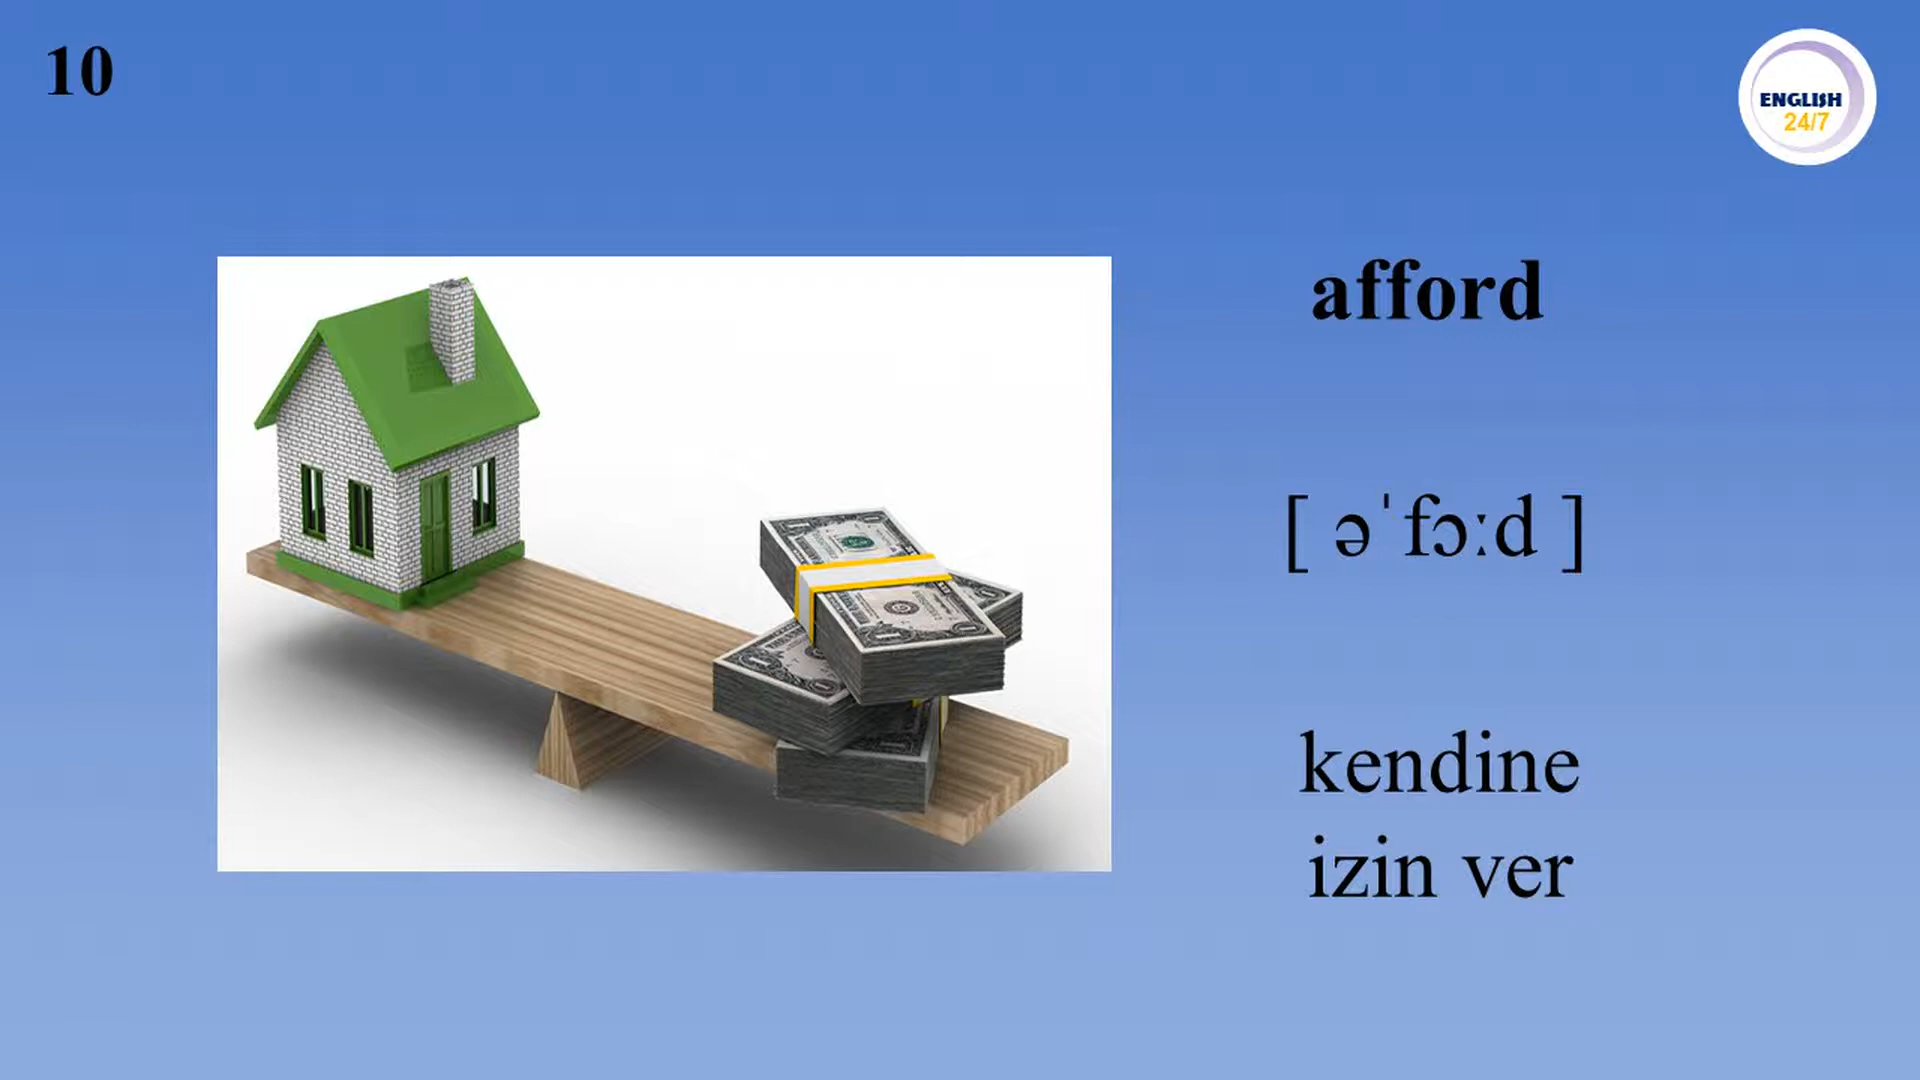 10
ENGLISH
24/7
afford
[ əˈfɔːd ]
kendine
izin ver